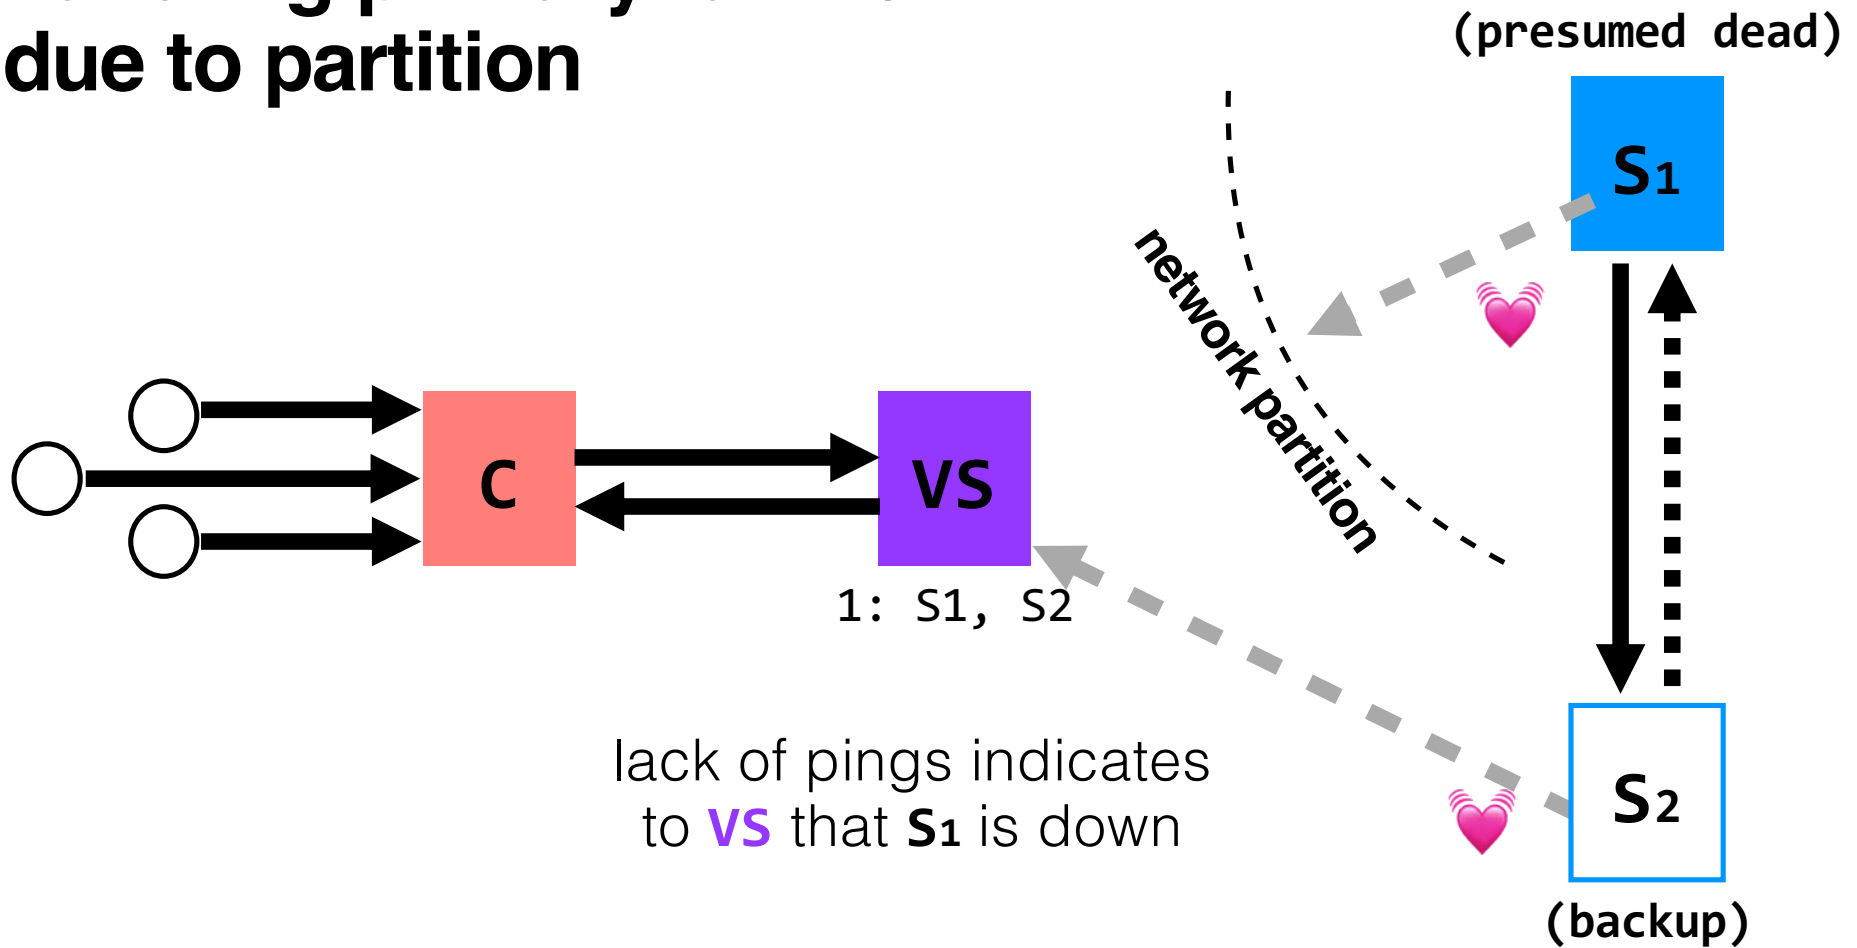 due to partition
(presumed dead)
S1
network partition
C
VS
1: S1, S2
lack of pings indicates
to VS that S1 is down
S2
(backup)